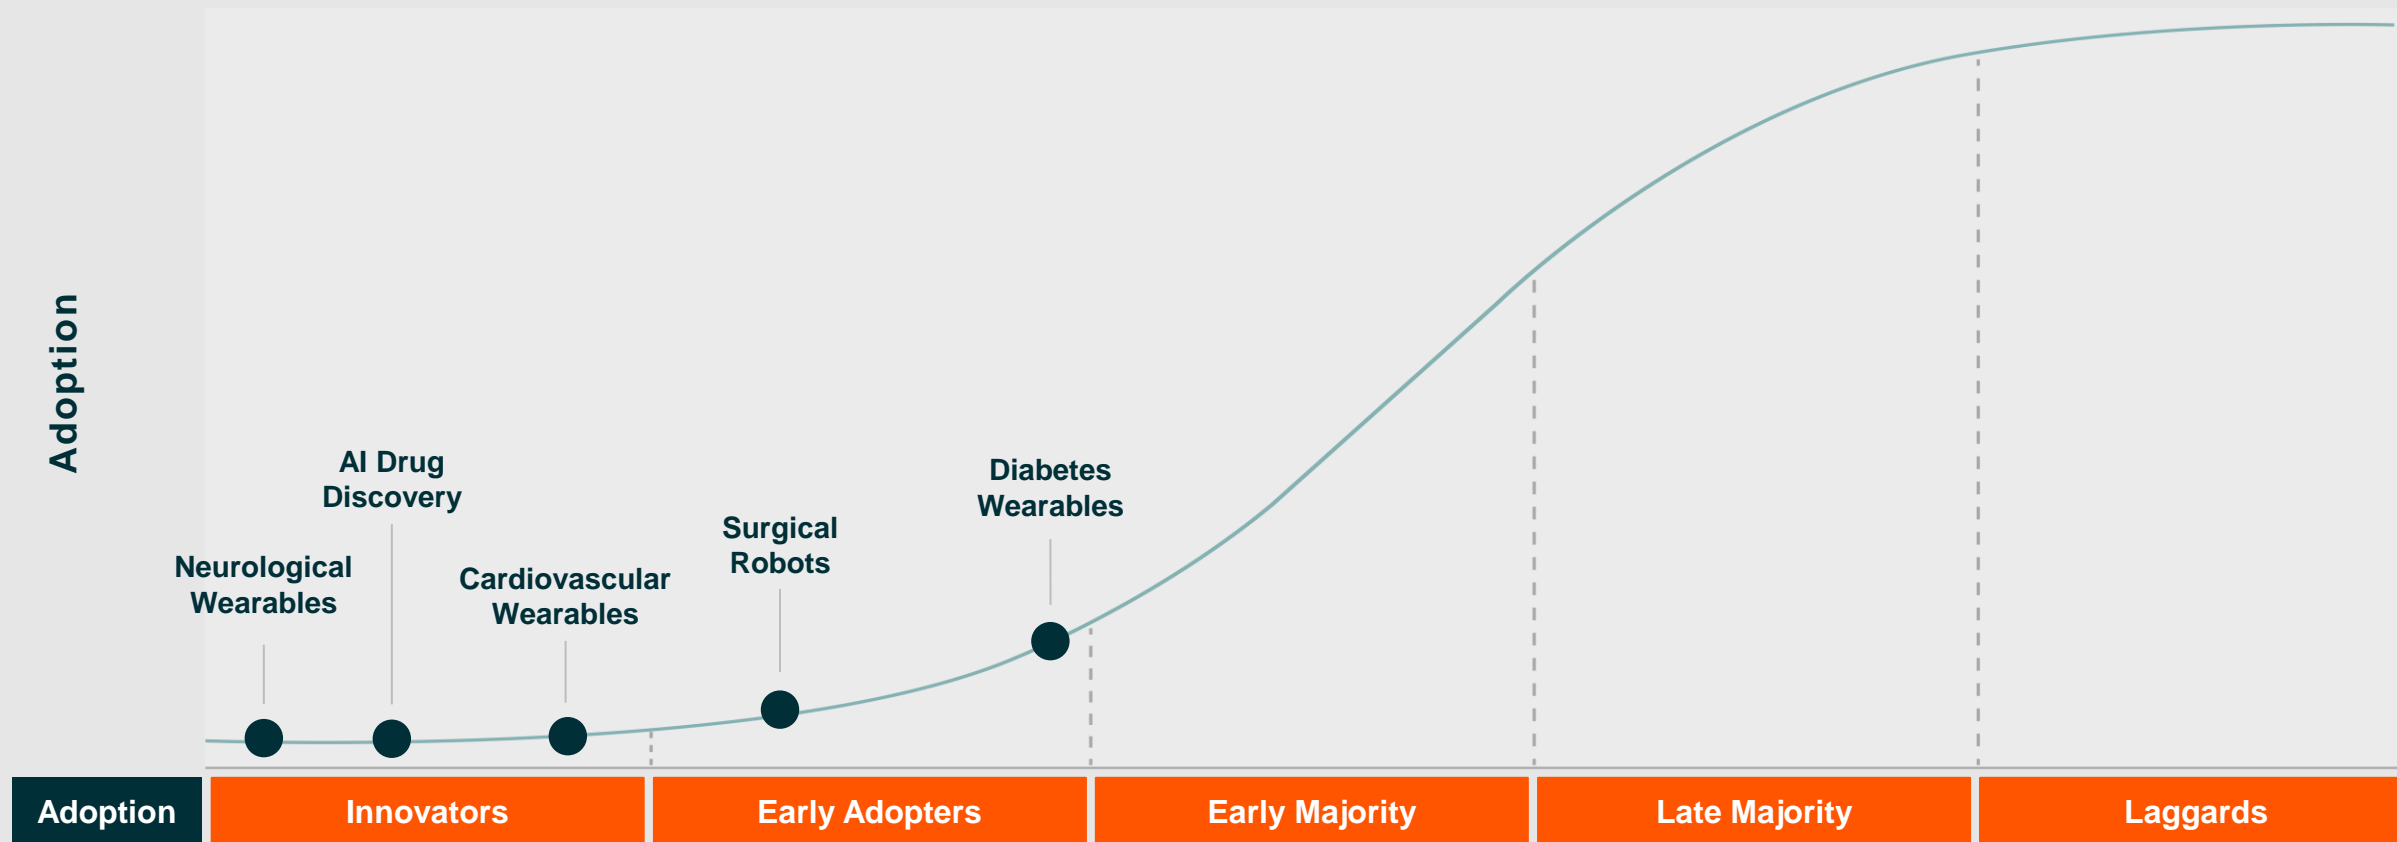 Adoption
AI Drug
Discovery
Neurological
Wearables
Cardiovascular
Wearables
Surgical
Robots
Diabetes
Wearables
Adoption
Innovators
Early Adopters
Early Majority
Late Majority
Laggards